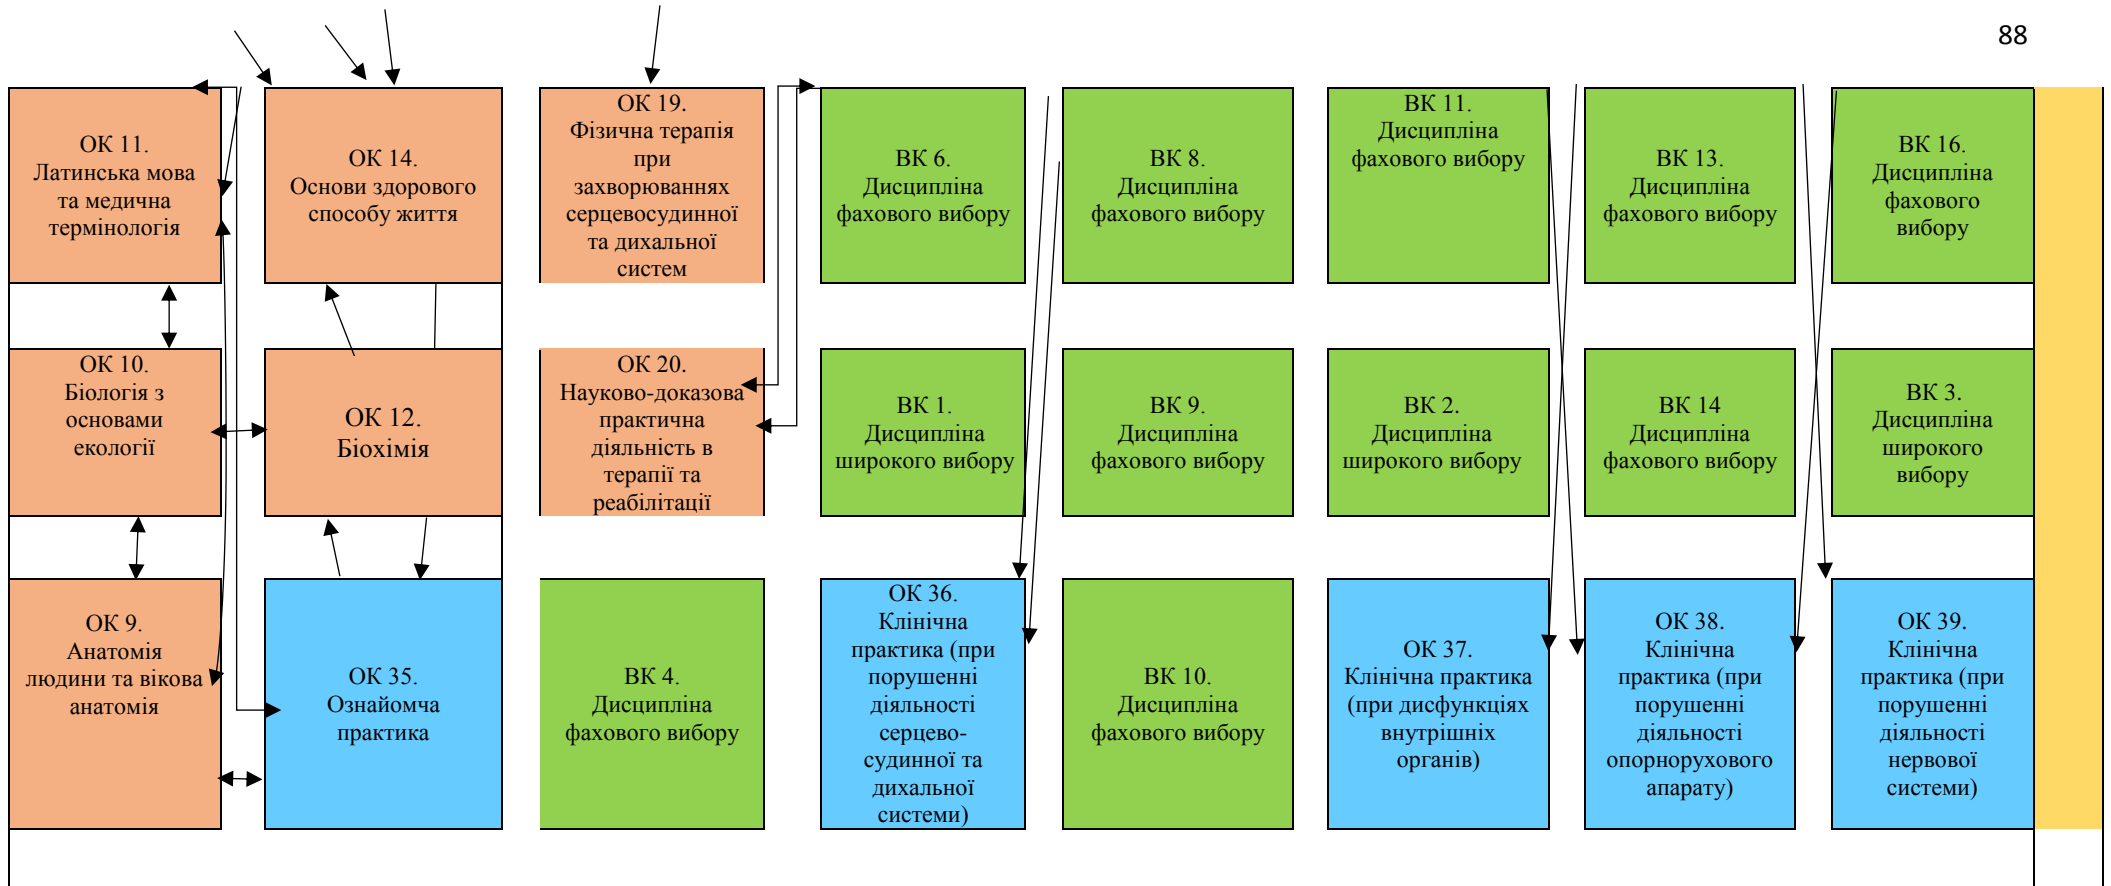 88
ОК 11.
Латинська мова
та медична
термінологія
ОК 14.
Основи здорового
способу життя
ОК 19.
Фізична терапія
при
захворюваннях
серцевосудинної
та дихальної
систем
ВК 6.
Дисципліна
фахового вибору
ВК 8.
Дисципліна
фахового вибору
ВК 11.
Дисципліна
фахового вибору
ВК 13.
Дисципліна
фахового вибору
ВК 16.
Дисципліна
фахового
вибору
ОК 10.
Біологія з
основами
екології
ОК 12.
Біохімія
ОК 20.
Науково-доказова
практична
діяльність в
терапії та
реабілітації
ВК 1.
Дисципліна
широкого вибору
ВК 9.
Дисципліна
фахового вибору
ВК 2.
Дисципліна
широкого вибору
ВК 14
Дисципліна
фахового вибору
ВК 3.
Дисципліна
широкого
вибору
ОК 9.
Анатомія
людини та вікова
анатомія
ОК 35.
Ознайомча
практика
ВК 4.
Дисципліна
фахового вибору
ОК 36.
Клінічна
практика (при
порушенні
діяльності
серцево-
судинної та
дихальної
системи)
ВК 10.
Дисципліна
фахового вибору
ОК 37.
Клінічна практика
(при дисфункціях
внутрішніх
органів)
ОК 38.
Клінічна
практика (при
порушенні
діяльності
опорнорухового
апарату)
ОК 39.
Клінічна
практика (при
порушенні
діяльності
нервової
системи)